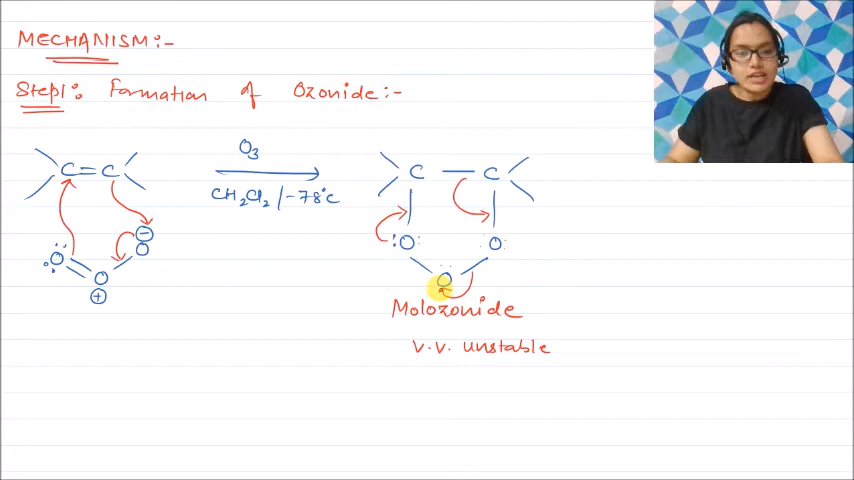 MECHANISM:-
Step1: Formation of Ozonide:-
O3
CH2Cl2/-78°C
C=C
C — C
O O O
O O O
Molozonide
v.v. unstable